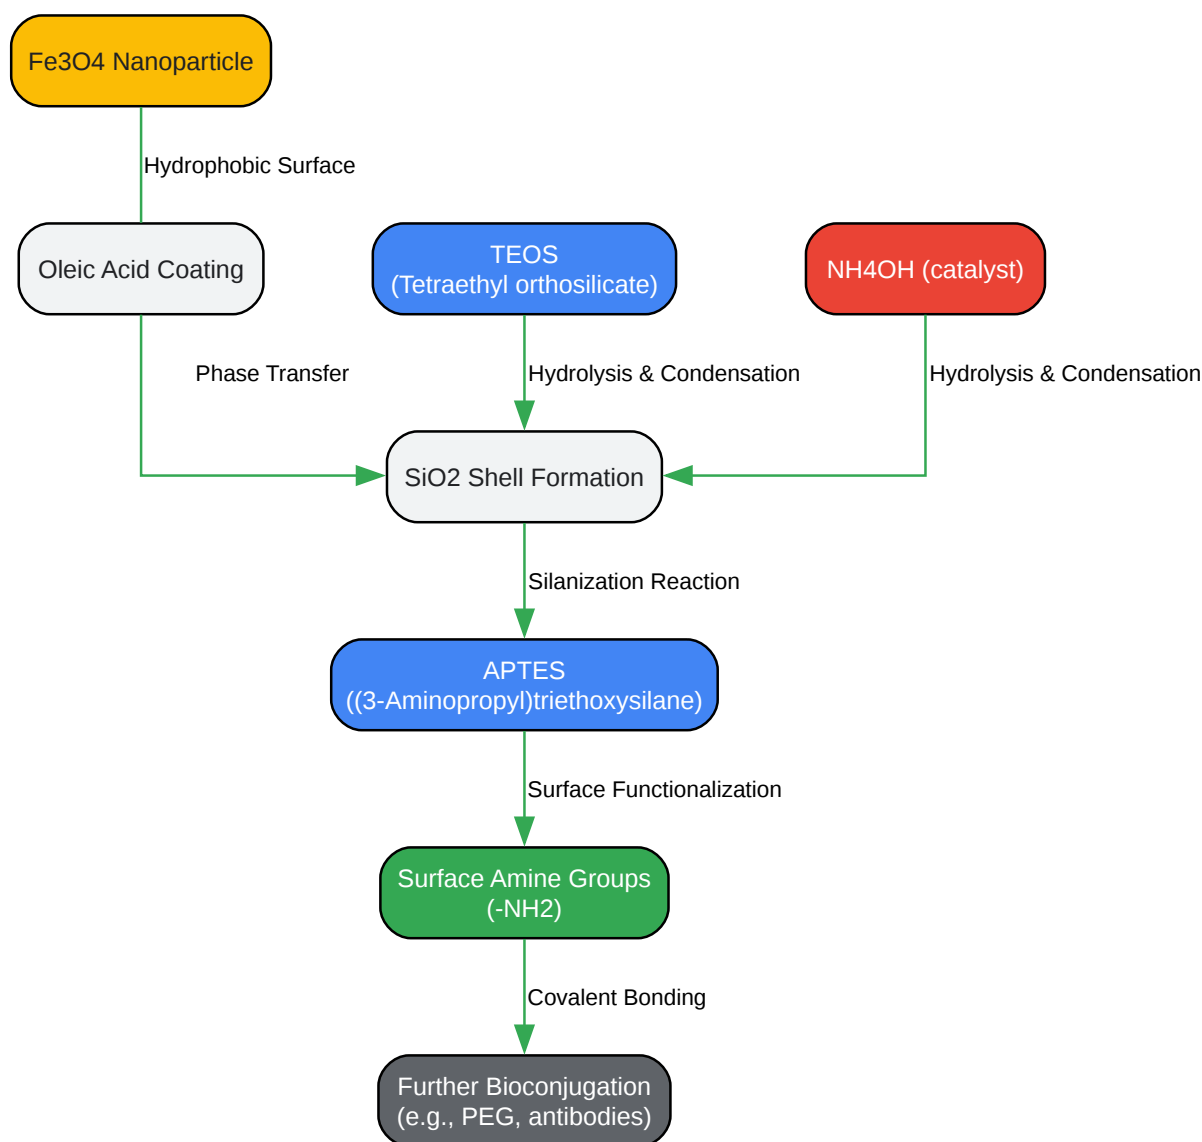 Fe3O4 Nanoparticle
Hydrophobic Surface
Oleic Acid Coating
TEOS
(Tetraethyl orthosilicate)
NH4OH (catalyst)
Phase Transfer
Hydrolysis & Condensation
Hydrolysis & Condensation
SiO2 Shell Formation
Silanization Reaction
APTES
((3-Aminopropyl)triethoxysilane)
Surface Functionalization
Surface Amine Groups
(-NH2)
Covalent Bonding
Further Bioconjugation
(e.g., PEG, antibodies)